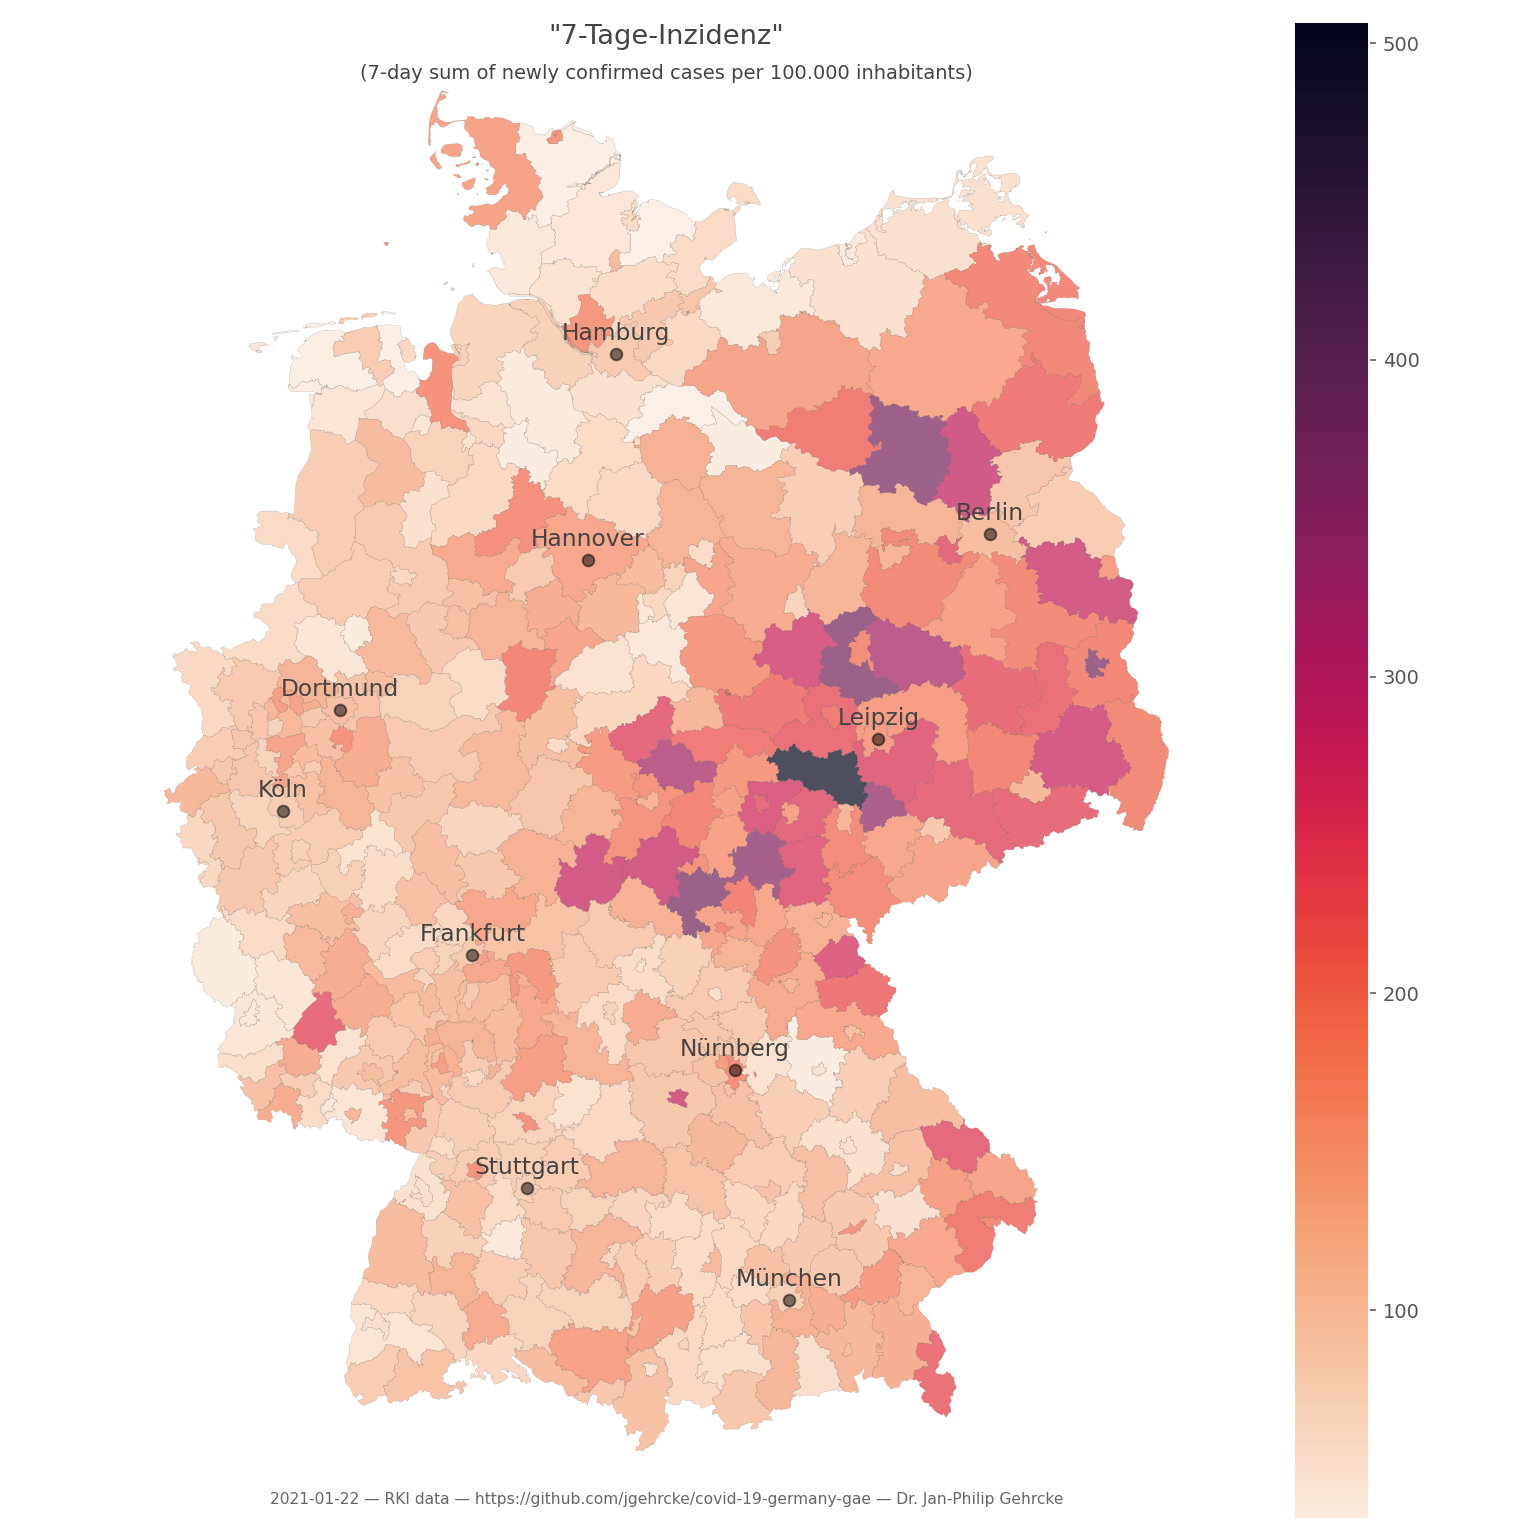 "7-Tage-Inzidenz"
(7-day sum of newly confirmed cases per 100.000 inhabitants)
500
Hamburg
400
Berlin
Hannover
300
Dortmund
Leipzig
Köln
Frankfurt
200
Nürnberg
Stuttgart
München
100
2021-01-22 — RKI data — https://github.com/jgehrcke/covid-19-germany-gae — Dr. Jan-Philip Gehrcke